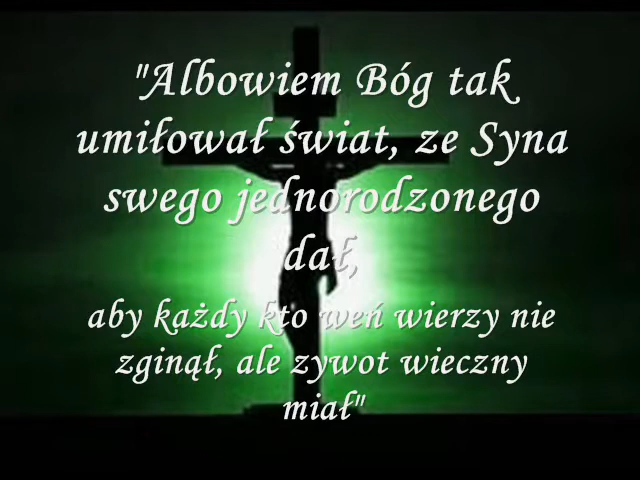 "Albowiem Bóg tak
umiłował świat, ze Syna
swego jednorodzonego
dał,
aby każdy kto weń wierzy nie
zginął, ale zywot wieczny
miał"